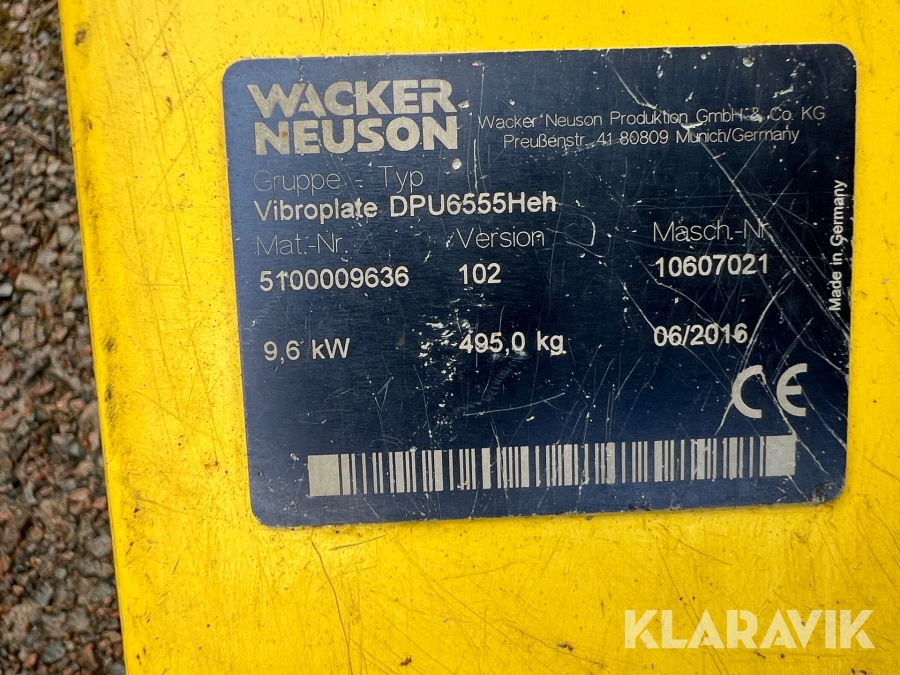 WACKER
NEUSON
Wacker Neuson Produktion GmbH & Co. KG
Preußenstr. 41 80809 Munich/Germany
Gruppe - Typ
Vibroplate DPU6555Heh
Mat.-Nr. Version Masch.-Nr.
5100009636 102 10607021
9,6 kW 495,0 kg 06/2016
Made in Germany
CE
KLARAVIK